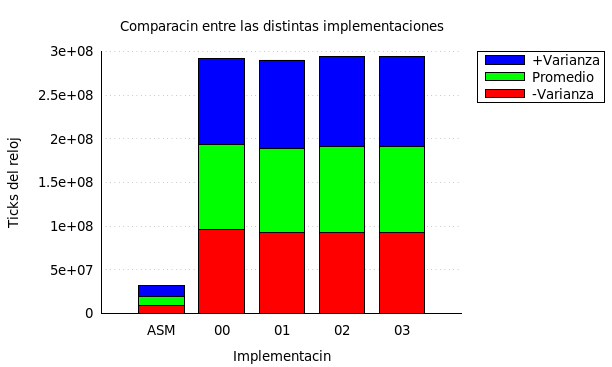 Comparacin entre las distintas implementaciones
+Varianza
Promedio
-Varianza
Ticks del reloj
3e+08
2.5e+08
2e+08
1.5e+08
1e+08
5e+07
0
ASM 00 01 02 03
Implementacin